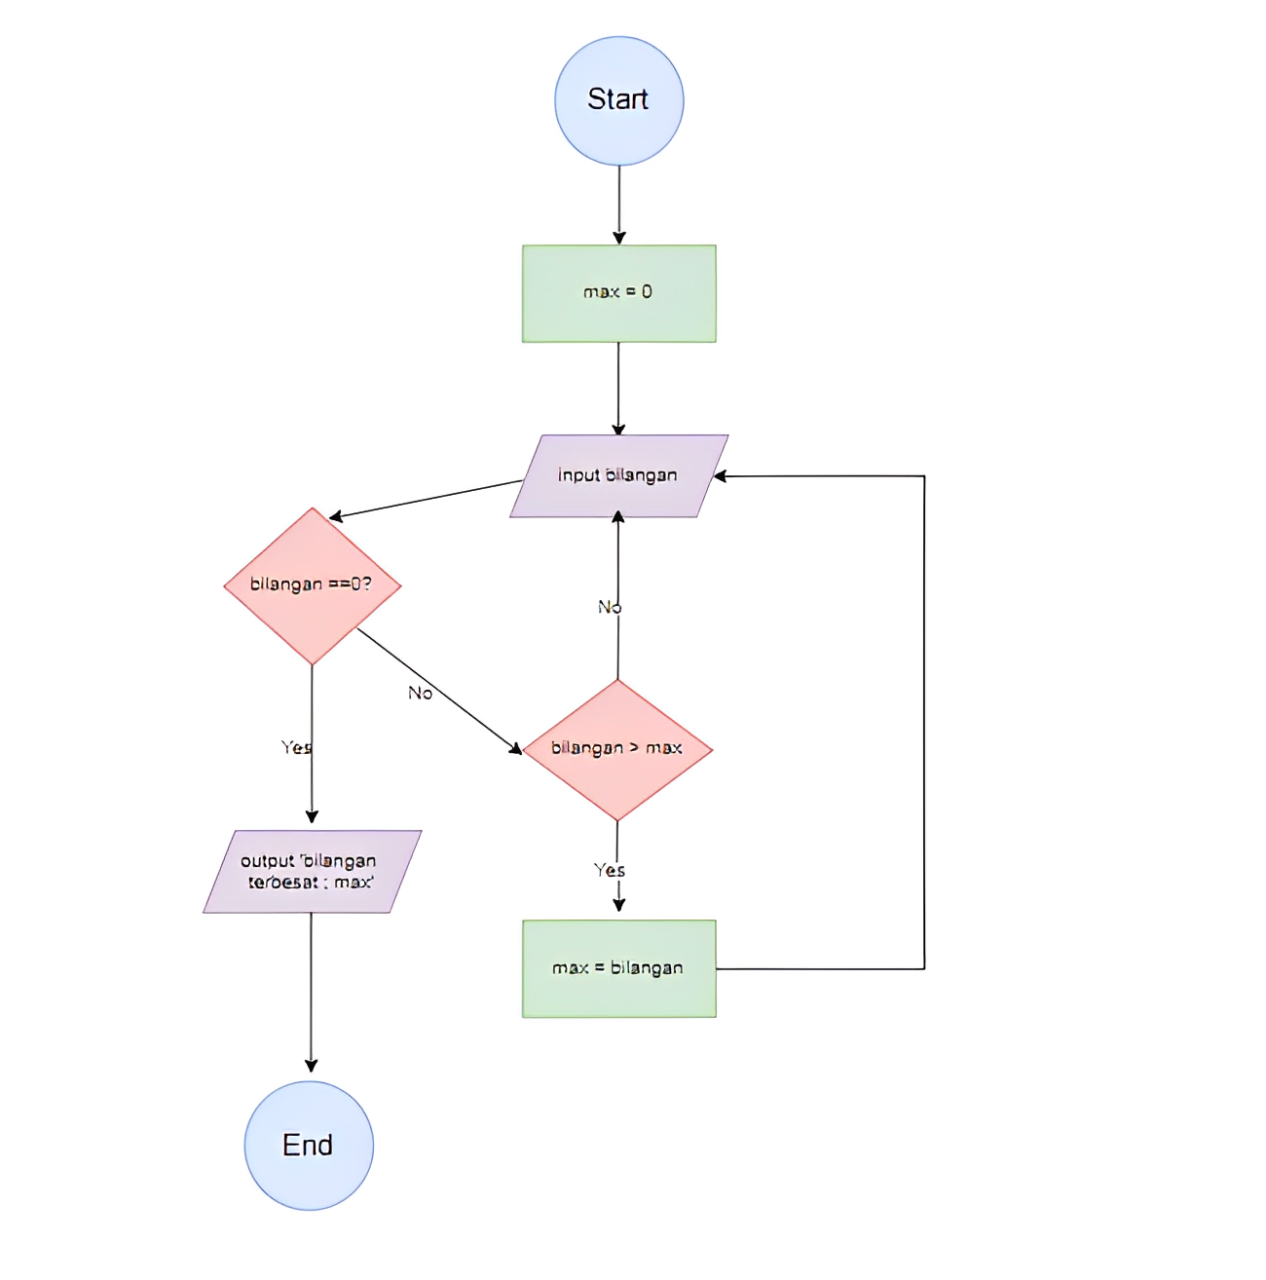 Start
max = 0
input bilangan
bilangan ==0?
No
No
Yes
bilangan > max
Yes
output "bilangan
terbesat : max'
max = bilangan
End